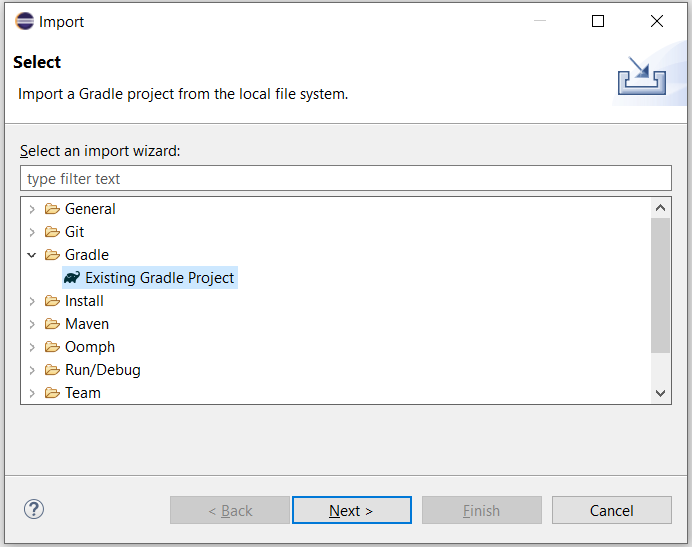 Import
Select
Import a Gradle project from the local file system.
Select an import wizard:
type filter text
General
Git
Gradle
Existing Gradle Project
Install
Maven
Oomph
Run/Debug
Team
?
< Back
Next >
Finish
Cancel